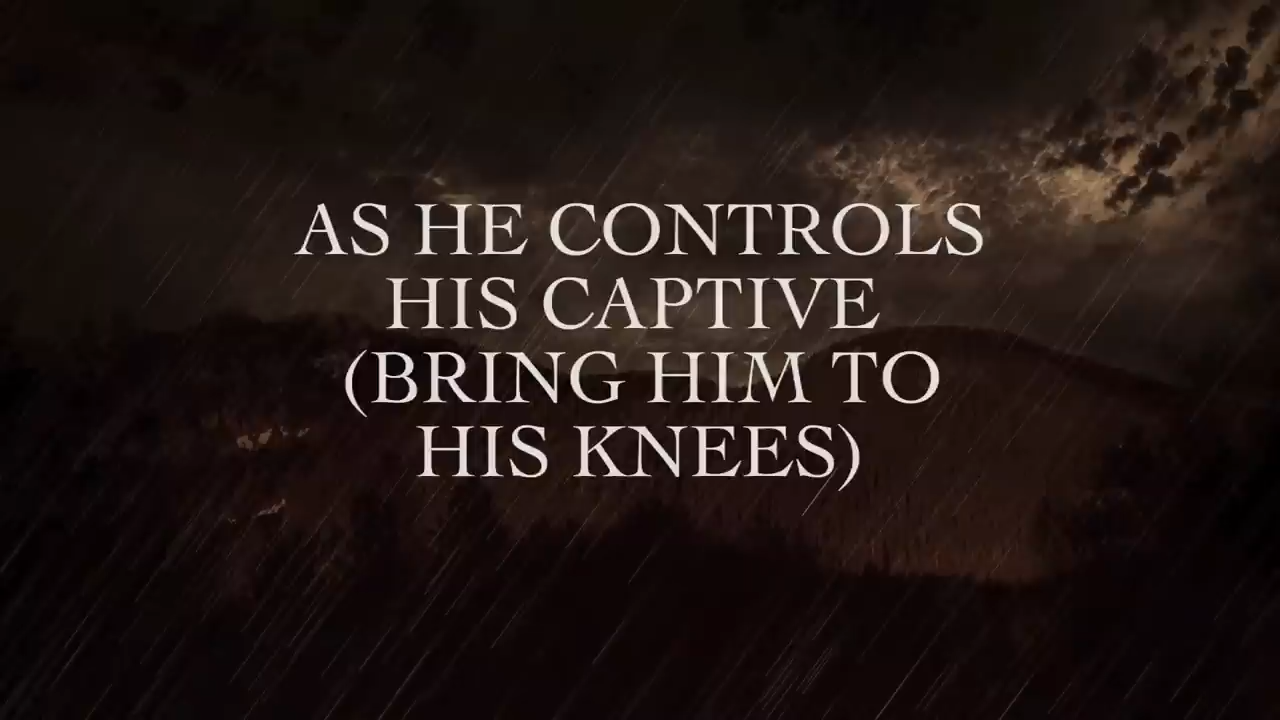 AS HE CONTROLS
HIS CAPTIVE
(BRING HIM TO
HIS KNEES)